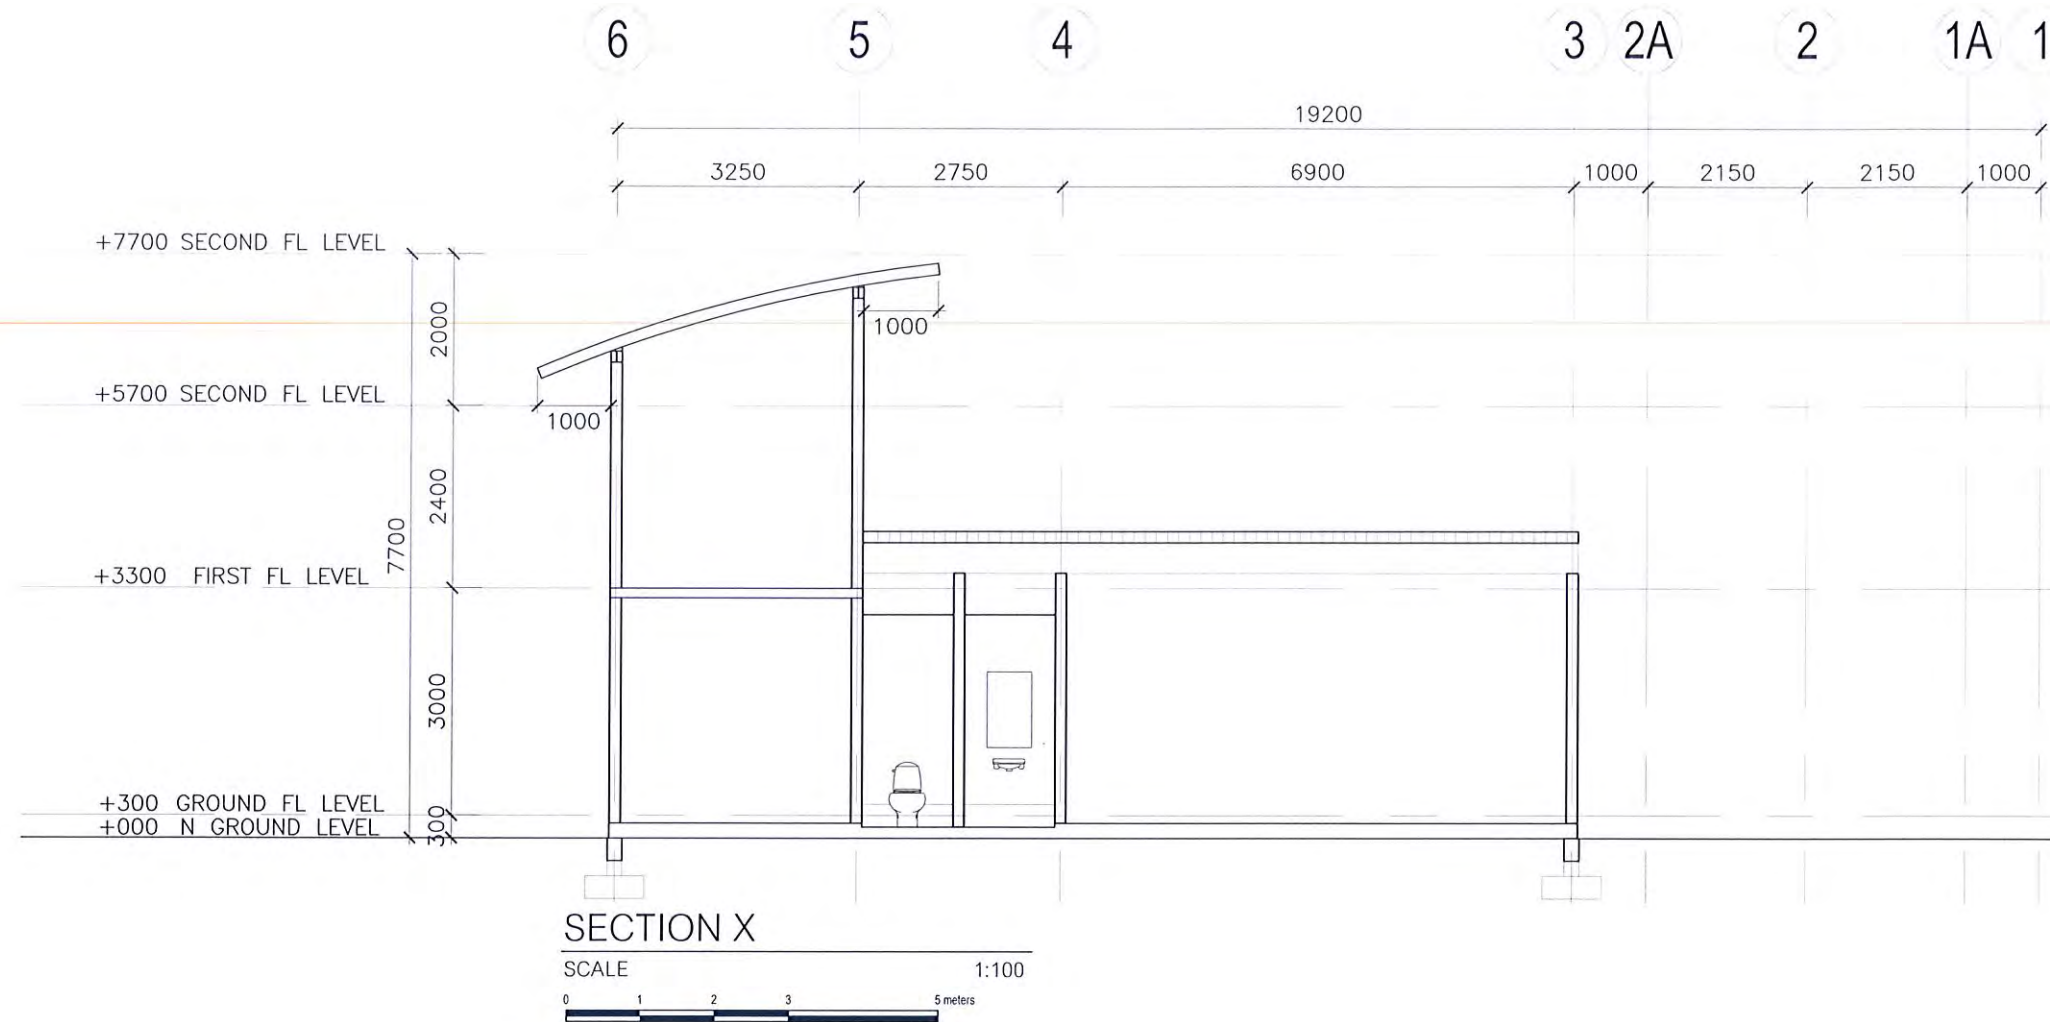 6 5 4 3 2A 2 1A 1
19200
3250 2750 6900 1000 2150 2150 1000
+7700 SECOND FL LEVEL
2000
1000
+5700 SECOND FL LEVEL
1000
2400
7700
+3300 FIRST FL LEVEL
3000
+300 GROUND FL LEVEL
+000 N GROUND LEVEL
300
SECTION X
SCALE 1:100
0 1 2 3 5 meters